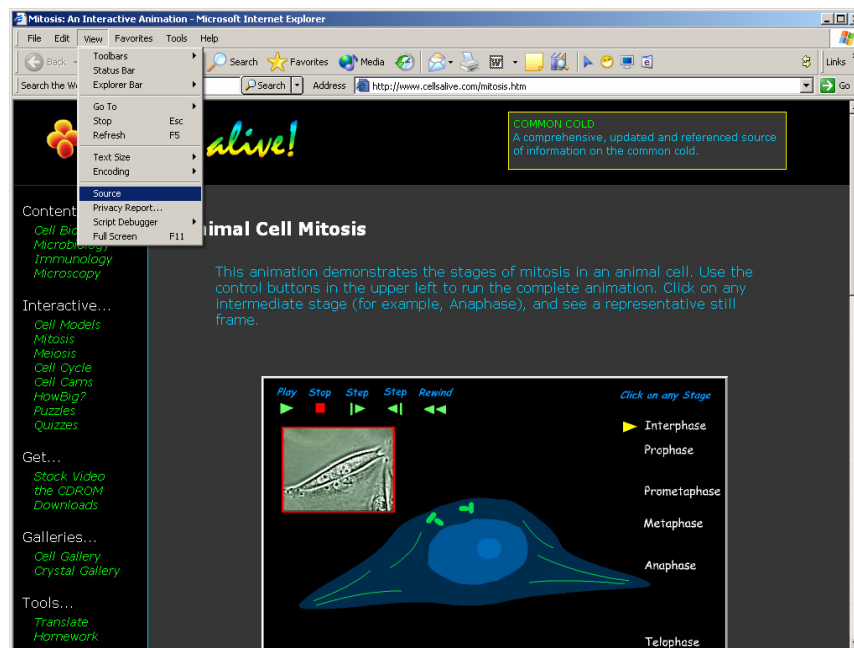 Mitosis: An Interactive Animation - Microsoft Internet Explorer
File Edit View Favorites Tools Help
Back Search Favorites Media Links
Search the W Search Address http://www.cellsalive.com/mitosis.htm Go
Toolbars
Status Bar
Explorer Bar
Go To
Stop Esc
Refresh F5
Text Size
Encoding
Source
Privacy Report...
Script Debugger
Full Screen F11
alive!
COMMON COLD
A comprehensive, updated and referenced source
of information on the common cold.
Content
Cell Bio
Microbiology
Immunology
Microscopy
Interactive...
Cell Models
Mitosis
Meiosis
Cell Cycle
Cell Cams
HowBig?
Puzzles
Quizzes
Get...
Stock Video
the CDROM
Downloads
Galleries...
Cell Gallery
Crystal Gallery
Tools...
Translate
Homework
nimal Cell Mitosis
This animation demonstrates the stages of mitosis in an animal cell. Use the
control buttons in the upper left to run the complete animation. Click on any
intermediate stage (for example, Anaphase), and see a representative still
frame.
Play Stop Step Step Rewind
Click on any Stage
Interphase
Prophase
Prometaphase
Metaphase
Anaphase
Telophase